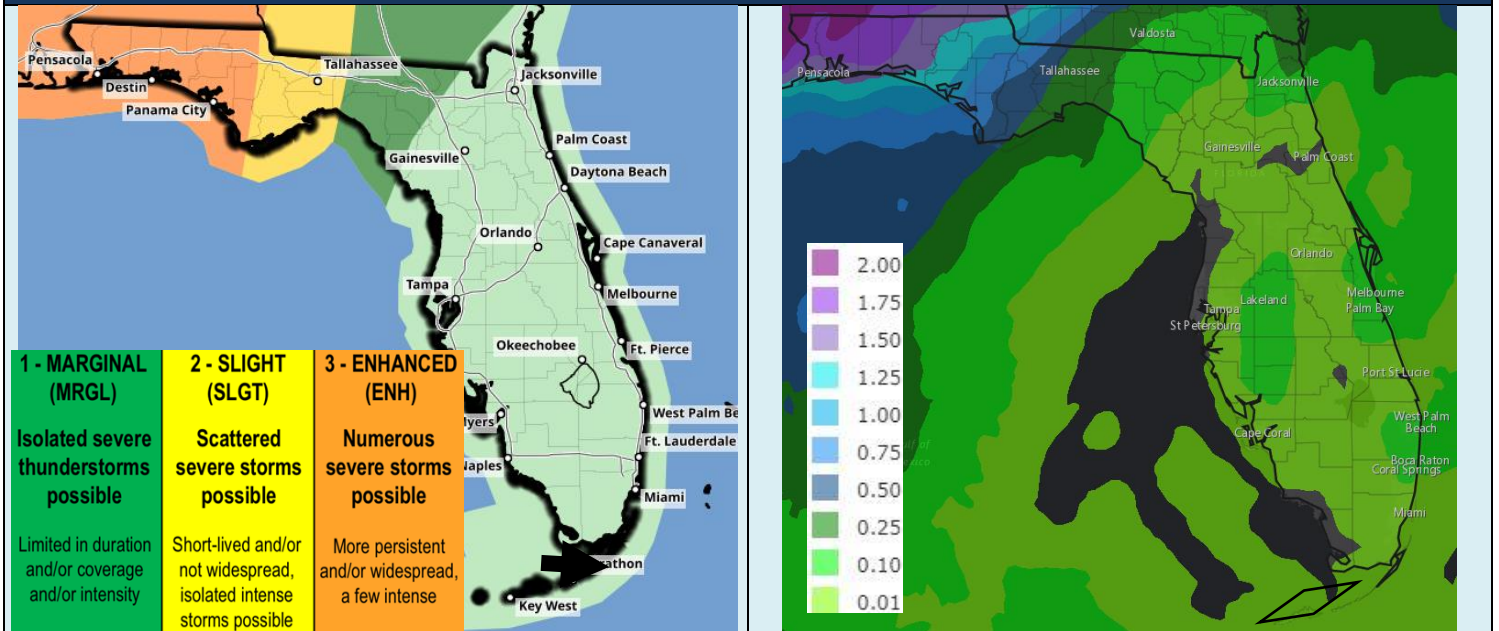 Pensacola
Destin
Panama City
Tallahassee
Jacksonville
Gainesville
Palm Coast
Daytona Beach
Orlando
Cape Canaveral
Tampa
Melbourne
Okeechobee
Ft. Pierce
West Palm Be
Ft. Lauderdale
Myers
Naples
Miami
rathon
Key West
1 - MARGINAL
(MRGL)
Isolated severe
thunderstorms
possible
Limited in duration
and/or coverage
and/or intensity
2 - SLIGHT
(SLGT)
Scattered
severe storms
possible
Short-lived and/or
not widespread,
isolated intense
storms possible
3 - ENHANCED
(ENH)
Numerous
severe storms
possible
More persistent
and/or widespread,
a few intense
Valdosta
Pensacola
Tallahassee
Jacksonville
Gainesville
Palm Coast
FLORIDA
Orlando
Lakeland
Melbourne
Palm Bay
Tampa
St Petersburg
Port St Lucie
West Palm
Beach
Cape Coral
Boca Raton
Coral Springs
Miami
2.00
1.75
1.50
1.25
1.00
0.75
0.50
0.25
0.10
0.01